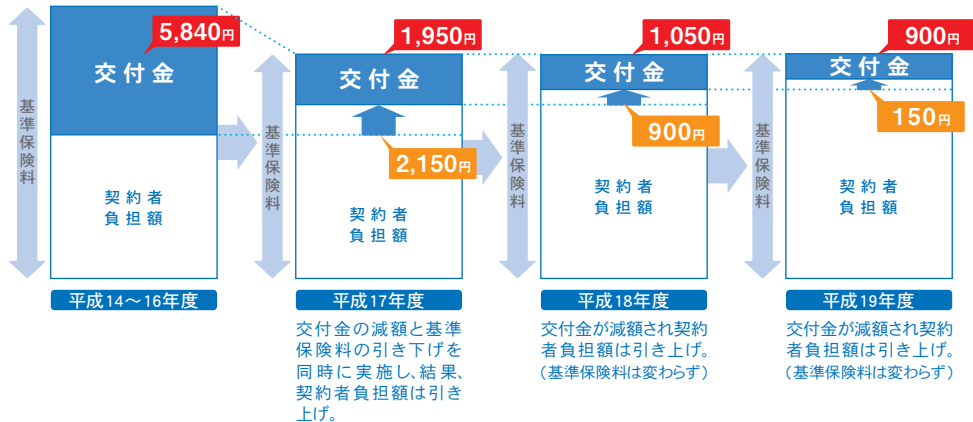 基準保険料
5,840円
交付金
契約者
負担額
平成14～16年度
基準保険料
1,950円
交付金
2,150円
契約者
負担額
平成17年度
交付金の減額と基準
保険料の引き下げを
同時に実施し、結果、
契約者負担額は引き
上げ。
基準保険料
1,050円
交付金
900円
契約者
負担額
平成18年度
交付金が減額され契約
者負担額は引き上げ。
（基準保険料は変わらず）
基準保険料
900円
交付金
150円
契約者
負担額
平成19年度
交付金が減額され契約
者負担額は引き上げ。
（基準保険料は変わらず）